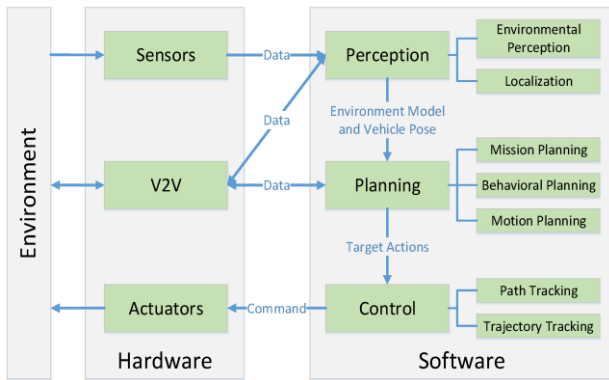 Environment
Sensors
Data
Perception
Environmental
Perception
Localization
Data
Environment Model
and Vehicle Pose
V2V
Data
Planning
Mission Planning
Behavioral Planning
Motion Planning
Target Actions
Actuators
Command
Control
Path Tracking
Trajectory Tracking
Hardware
Software